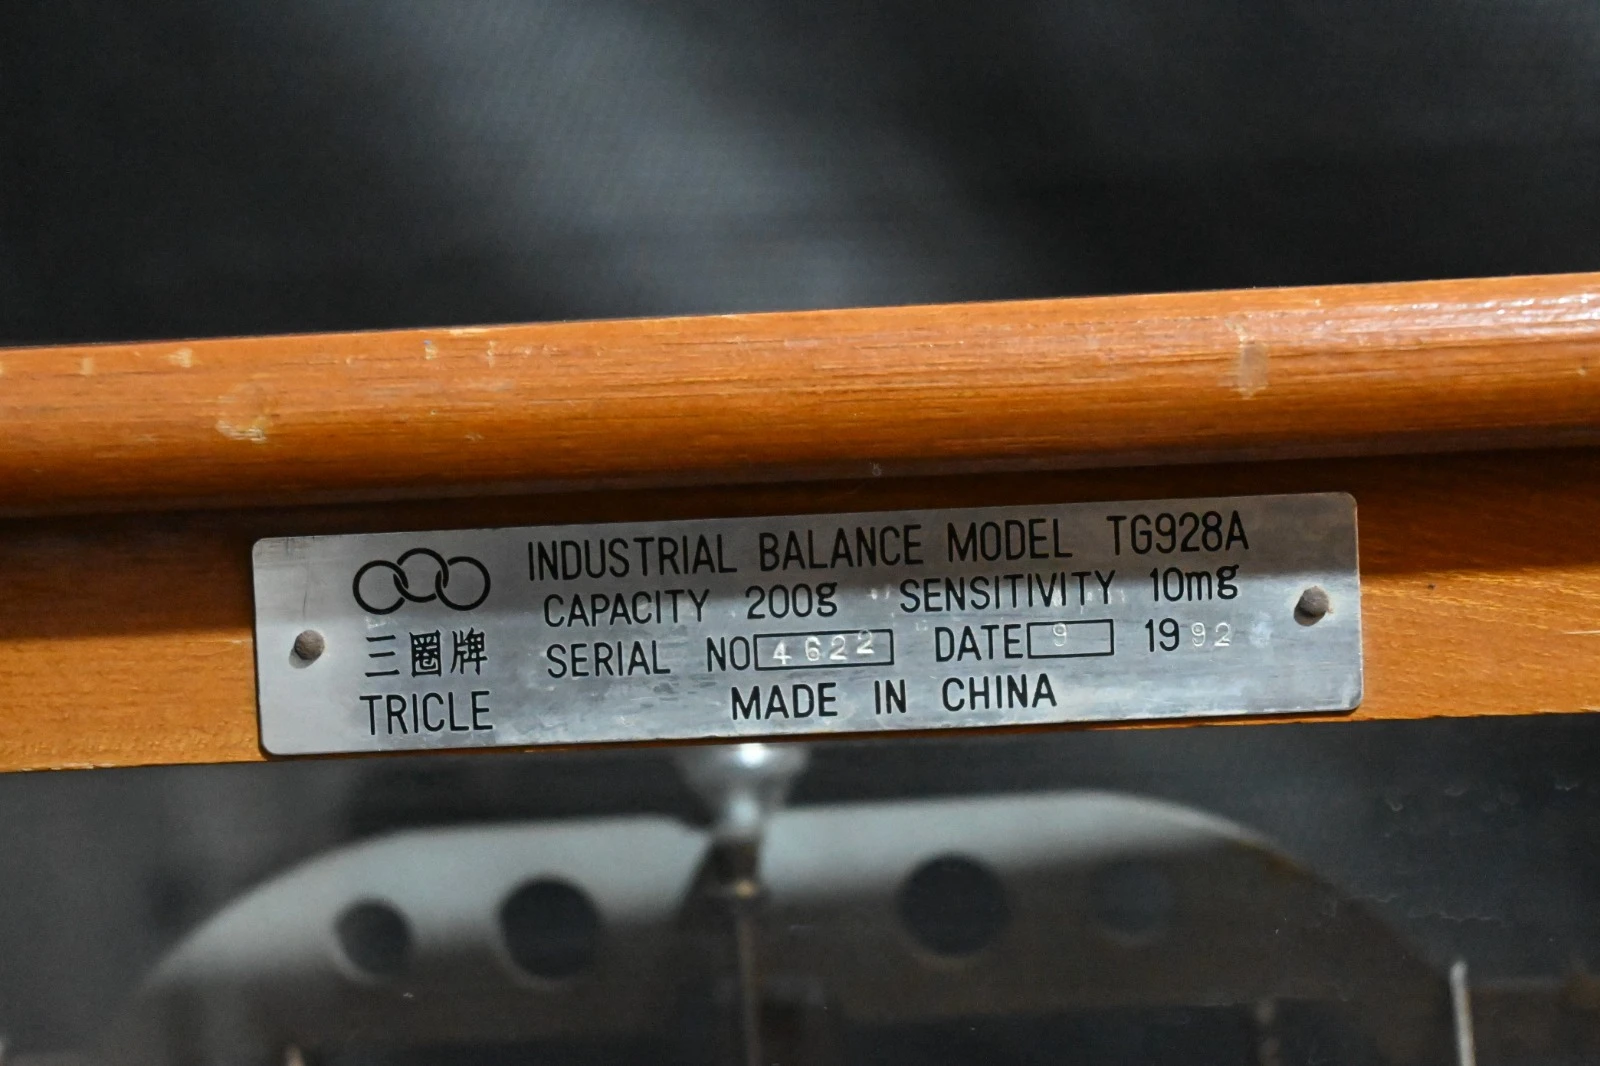 INDUSTRIAL BALANCE MODEL TG928A
CAPACITY 200g SENSITIVITY 10mg
SERIAL NO 4622 DATE 9 1992
MADE IN CHINA
三圈牌
TRICLE